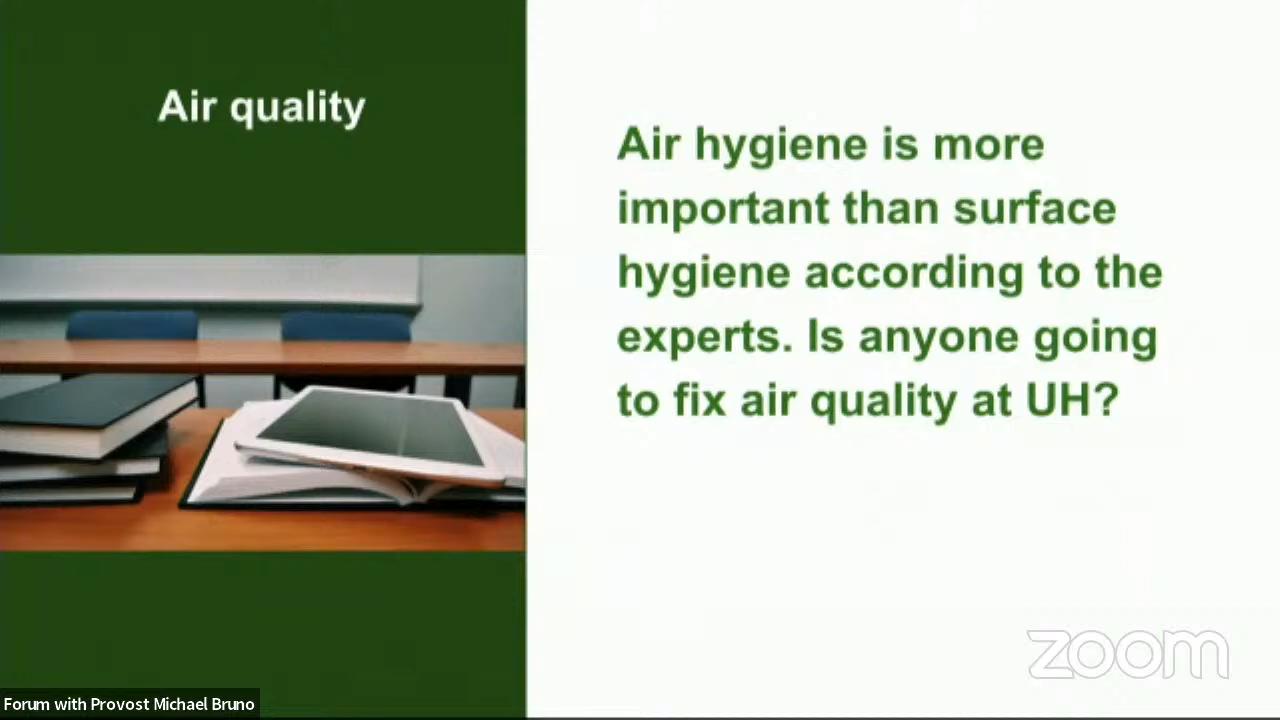 Air quality
Air hygiene is more
important than surface
hygiene according to the
experts. Is anyone going
to fix air quality at UH?
zoom
Forum with Provost Michael Bruno